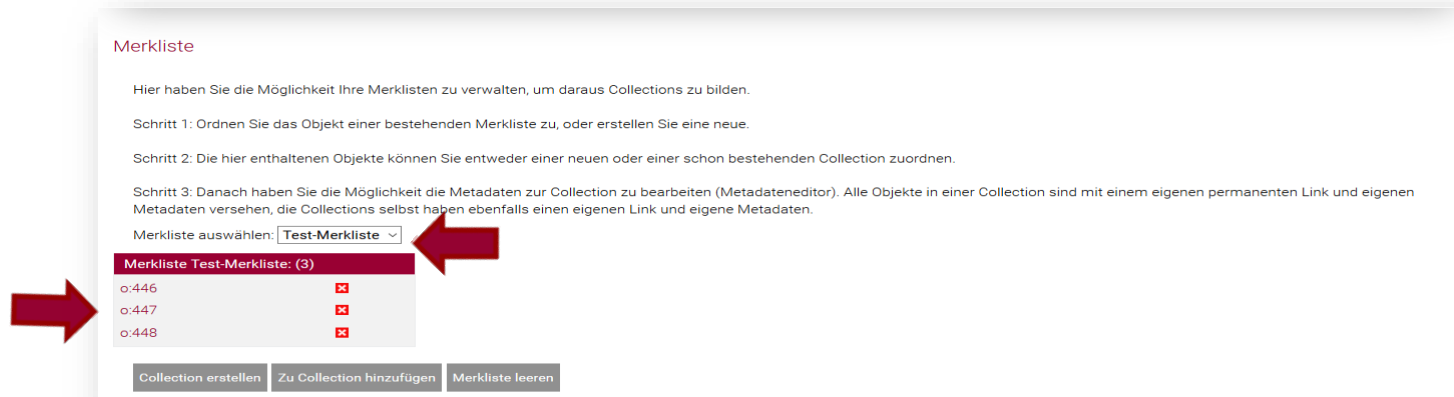 Merkliste
Hier haben Sie die Möglichkeit Ihre Merklisten zu verwalten, um daraus Collections zu bilden.
Schritt 1: Ordnen Sie das Objekt einer bestehenden Merkliste zu, oder erstellen Sie eine neue.
Schritt 2: Die hier enthaltenen Objekte können Sie entweder einer neuen oder einer schon bestehenden Collection zuordnen.
Schritt 3: Danach haben Sie die Möglichkeit die Metadaten zur Collection zu bearbeiten (Metadateneditor). Alle Objekte in einer Collection sind mit einem eigenen permanenten Link und eigenen
Metadaten versehen, die Collections selbst haben ebenfalls einen eigenen Link und eigene Metadaten.
Merkliste auswählen: Test-Merkliste
Merkliste Test-Merkliste: (3)
o:446
o:447
o:448
Collection erstellen Zu Collection hinzufügen Merkliste leeren